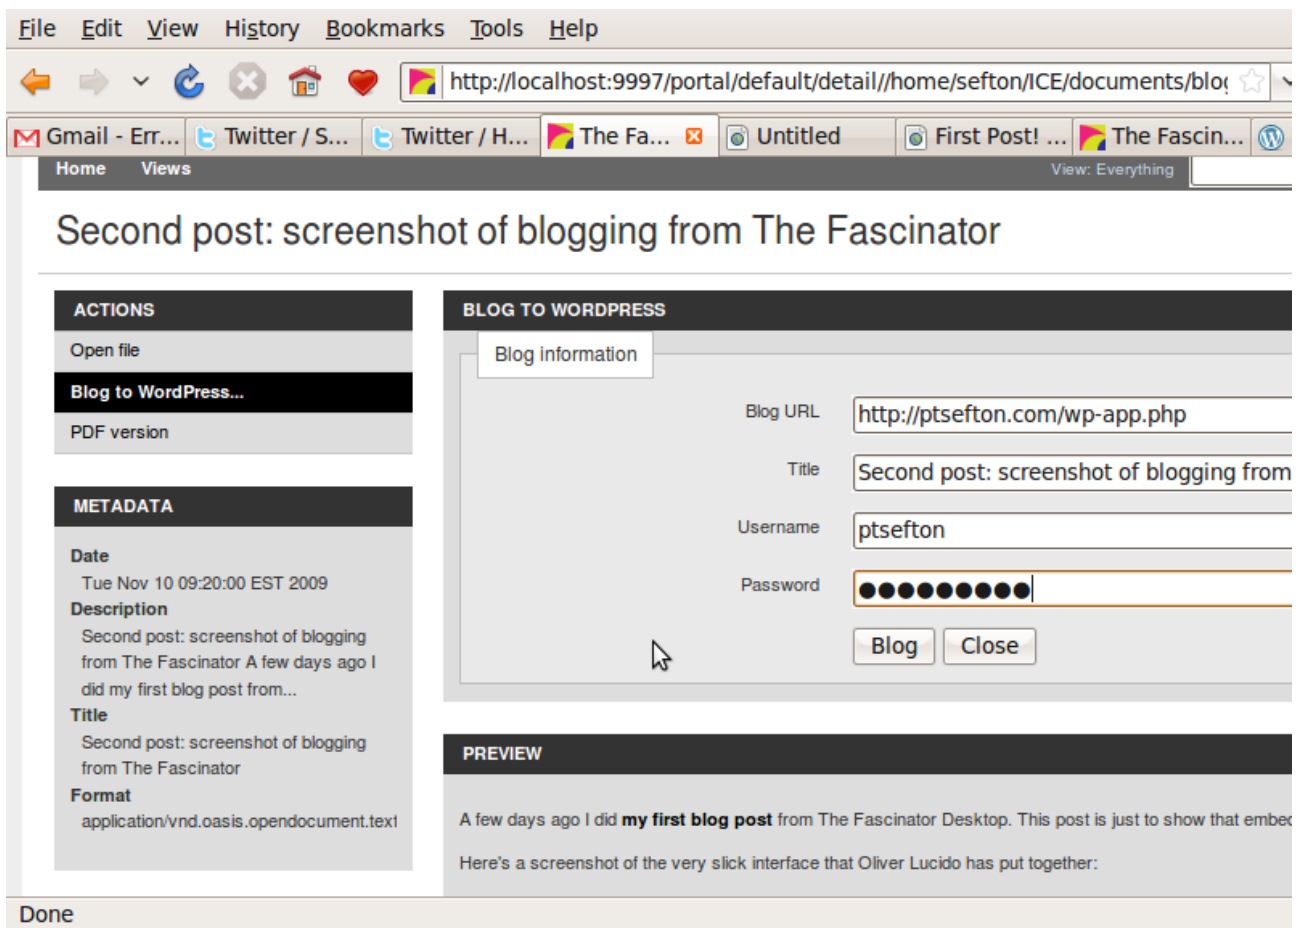 File Edit View History Bookmarks Tools Help
http://localhost:9997/portal/default/detail//home/sefton/ICE/documents/blog
Gmail - Err... Twitter / S... Twitter / H... The Fa... Untitled First Post! ... The Fascin...
Home Views View: Everything
Second post: screenshot of blogging from The Fascinator
ACTIONS
Open file
Blog to WordPress...
PDF version
METADATA
Date
Tue Nov 10 09:20:00 EST 2009
Description
Second post: screenshot of blogging
from The Fascinator A few days ago I
did my first blog post from...
Title
Second post: screenshot of blogging
from The Fascinator
Format
application/vnd.oasis.opendocument.text
BLOG TO WORDPRESS
Blog information
Blog URL http://ptsefton.com/wp-app.php
Title Second post: screenshot of blogging from
Username ptsefton
Password ●●●●●●●●●
Blog Close
PREVIEW
A few days ago I did my first blog post from The Fascinator Desktop. This post is just to show that embed
Here's a screenshot of the very slick interface that Oliver Lucido has put together:
Done